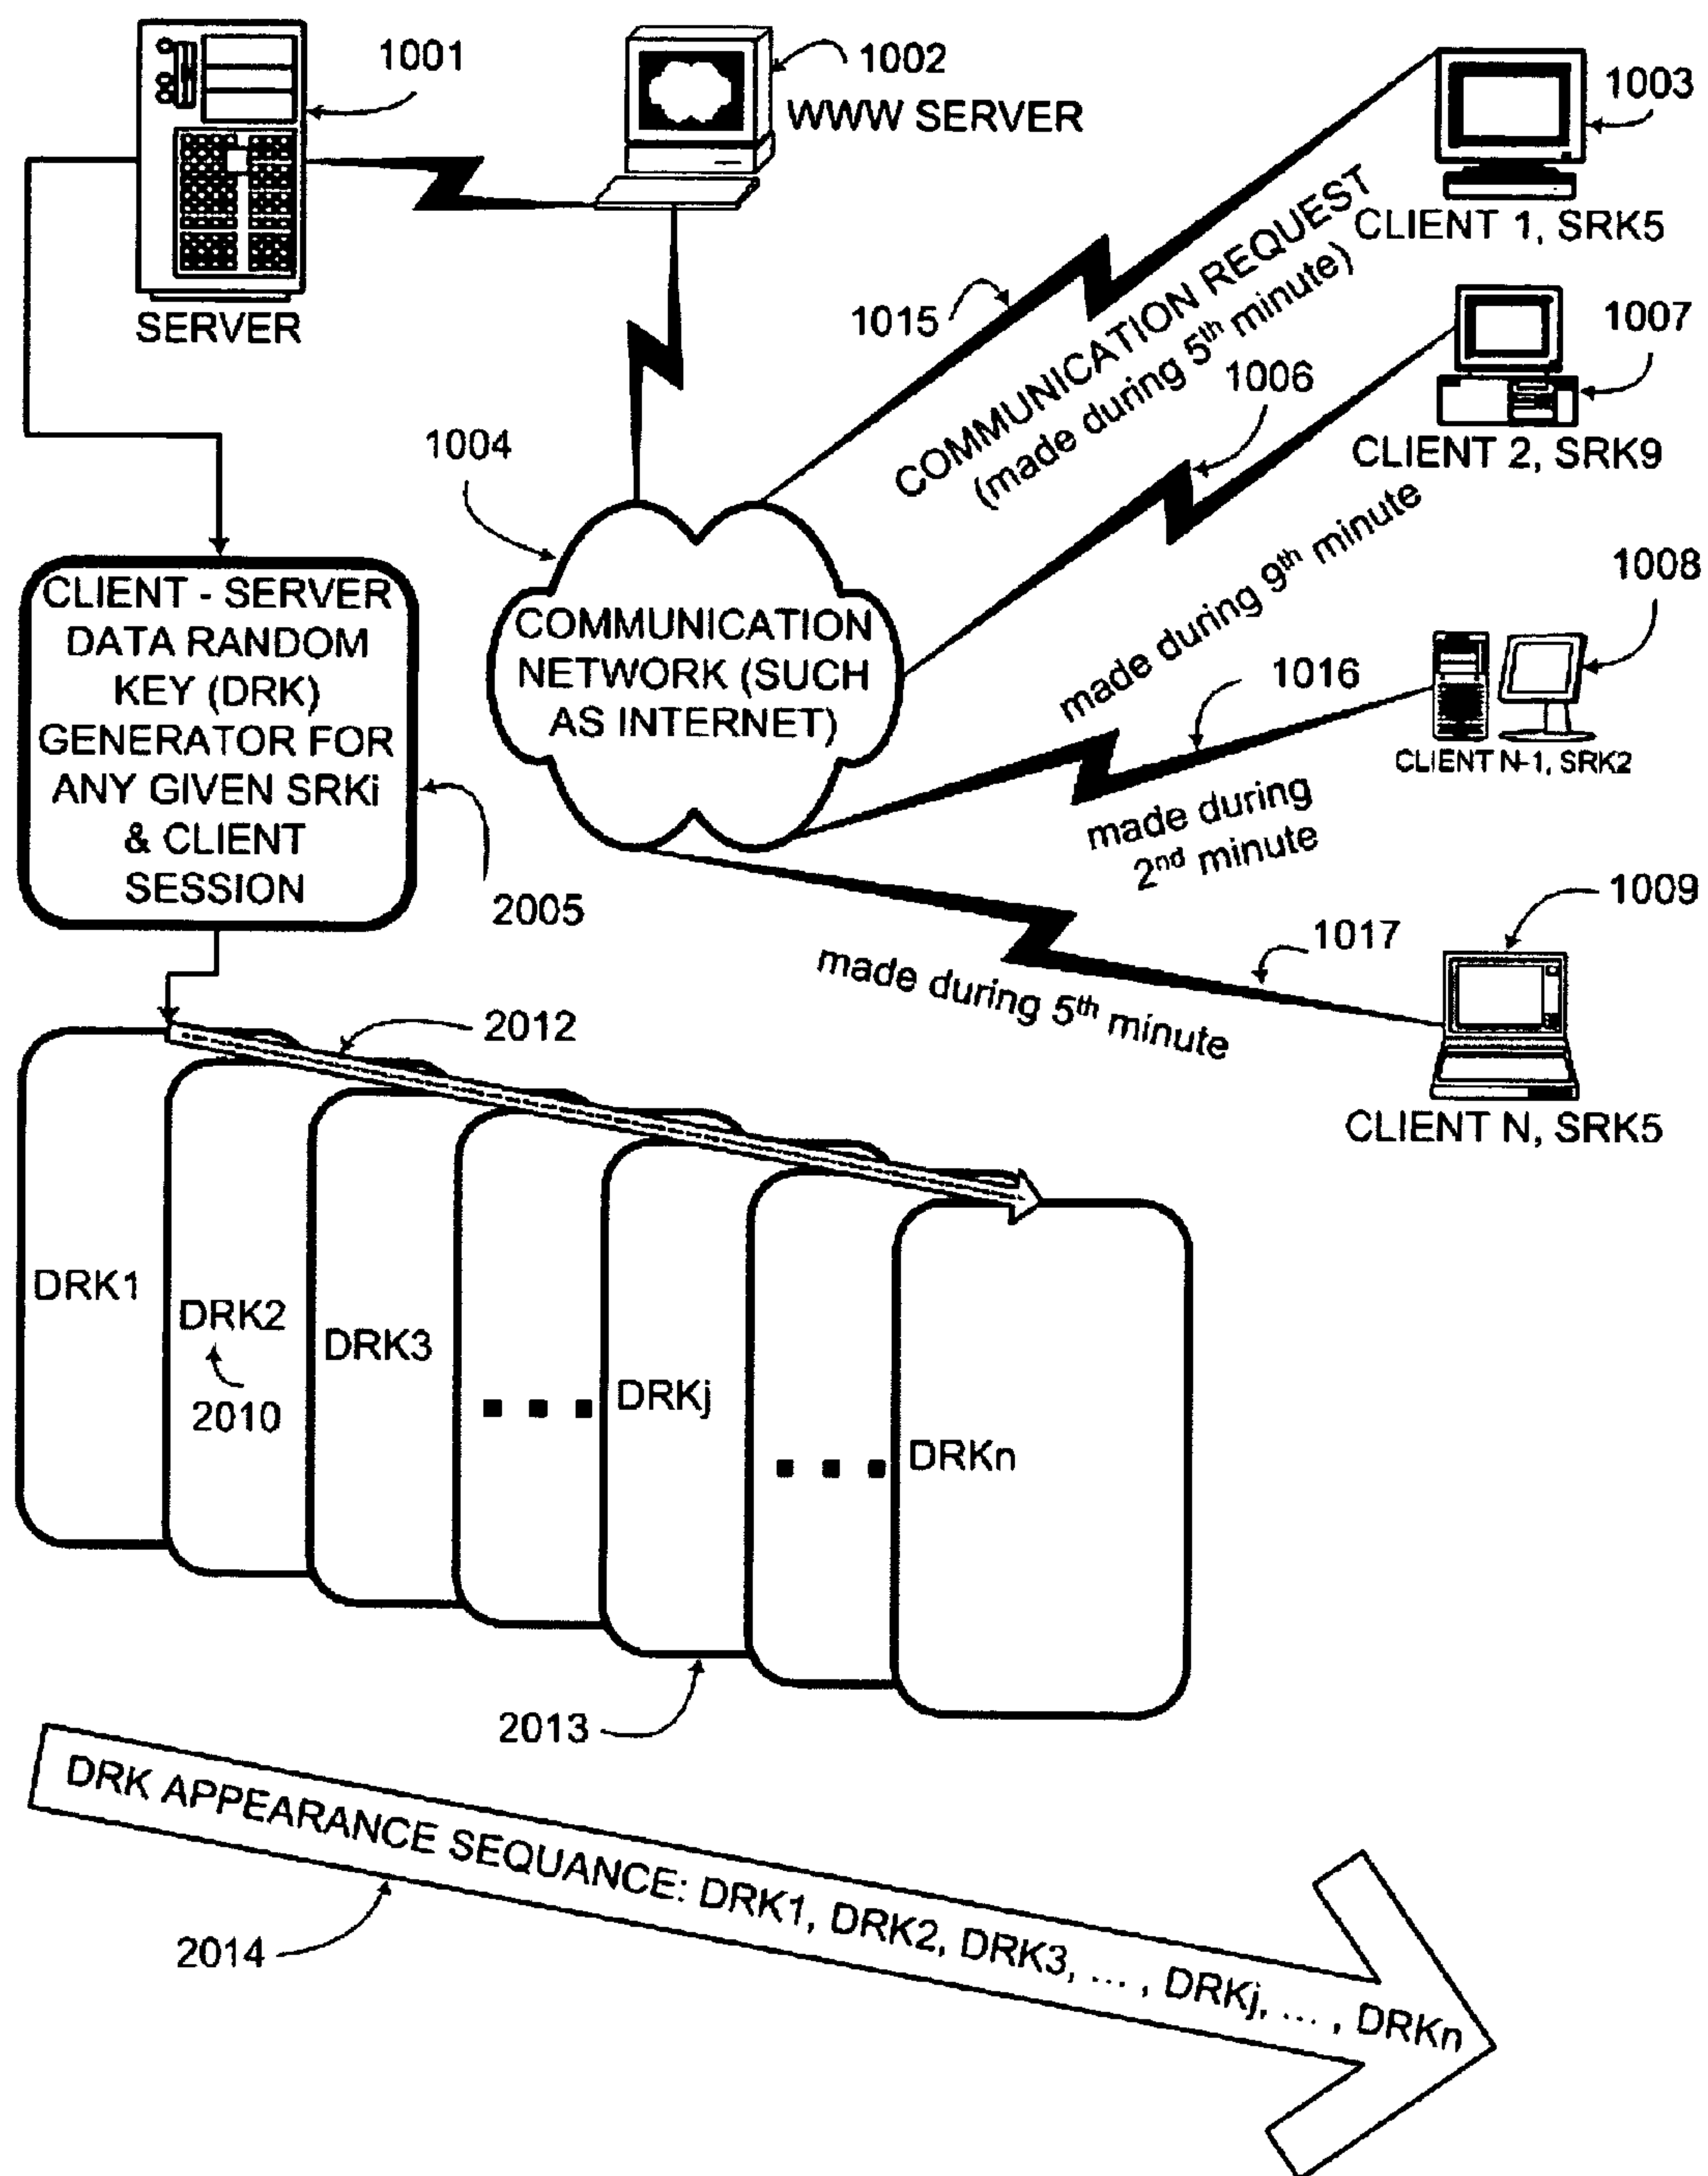 1001
1002
WWW SERVER
1003
CLIENT 1, SRK5
SERVER
1015
COMMUNICATION REQUEST
(made during 5th minute)
1006
1007
CLIENT 2, SRK9
1004
made during 9th minute
1008
CLIENT N-1, SRK2
CLIENT - SERVER
DATA RANDOM
KEY (DRK)
GENERATOR FOR
ANY GIVEN SRKi
& CLIENT
SESSION
2005
COMMUNICATION
NETWORK (SUCH
AS INTERNET)
1016
made during
2nd minute
1009
1017
made during 5th minute
CLIENT N, SRK5
2012
DRK1
DRK2
2010
DRK3
▪ ▪ ▪
DRKj
▪ ▪ ▪
DRKn
2013
DRK APPEARANCE SEQUANCE: DRK1, DRK2, DRK3, ... , DRKj, ... , DRKn
2014